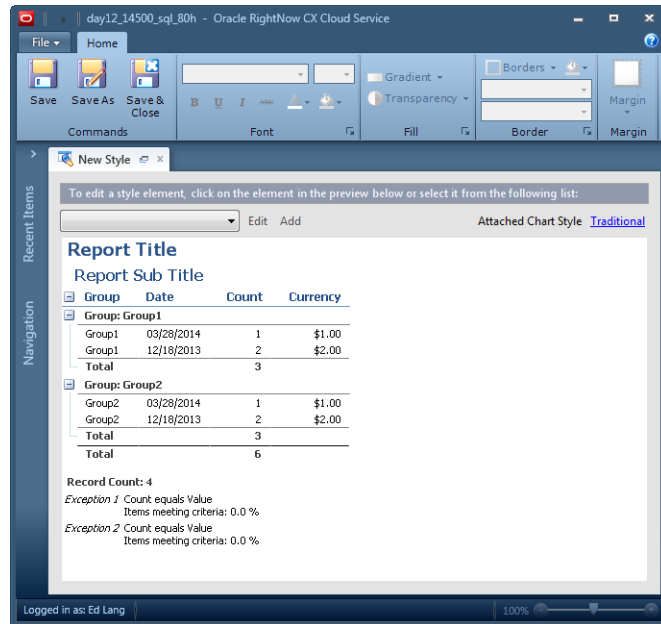 day12_14500_sql_80h - Oracle RightNow CX Cloud Service
File Home
Save Save As Save & Close
B U I abc
Gradient
Transparency
Borders
Margin
Commands Font Fill Border Margin
New Style
Recent Items
Navigation
To edit a style element, click on the element in the preview below or select it from the following list:
Edit Add Attached Chart Style Traditional
Report Title
Report Sub Title
Group Date Count Currency
Group: Group1
Group1 03/28/2014 1 $1.00
Group1 12/18/2013 2 $2.00
Total 3
Group: Group2
Group2 03/28/2014 1 $1.00
Group2 12/18/2013 2 $2.00
Total 3
Total 6
Record Count: 4
Exception 1 Count equals Value
Items meeting criteria: 0.0 %
Exception 2 Count equals Value
Items meeting criteria: 0.0 %
Logged in as: Ed Lang 100%